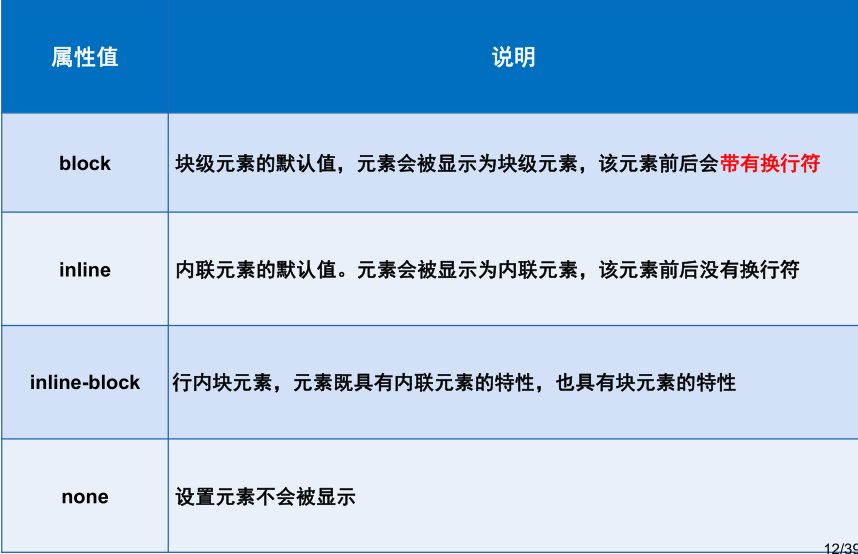 属性值 说明
block 块级元素的默认值，元素会被显示为块级元素，该元素前后会带有换行符
inline 内联元素的默认值。元素会被显示为内联元素，该元素前后没有换行符
inline-block 行内块元素，元素既具有内联元素的特性，也具有块元素的特性
none 设置元素不会被显示
12/39